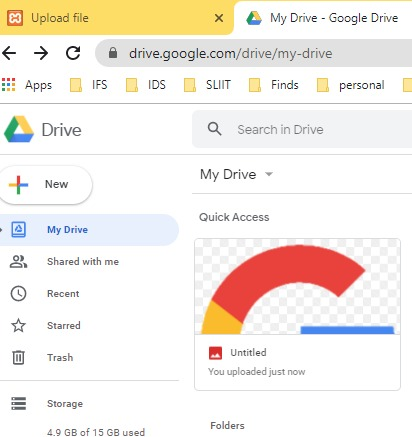 Upload file
My Drive - Google Drive
drive.google.com/drive/my-drive
Apps IFS IDS SLIIT Finds personal
Drive
Search in Drive
New
My Drive
My Drive
Quick Access
Shared with me
Recent
Starred
Trash
Untitled
You uploaded just now
Storage
4.9 GB of 15 GB used
Folders